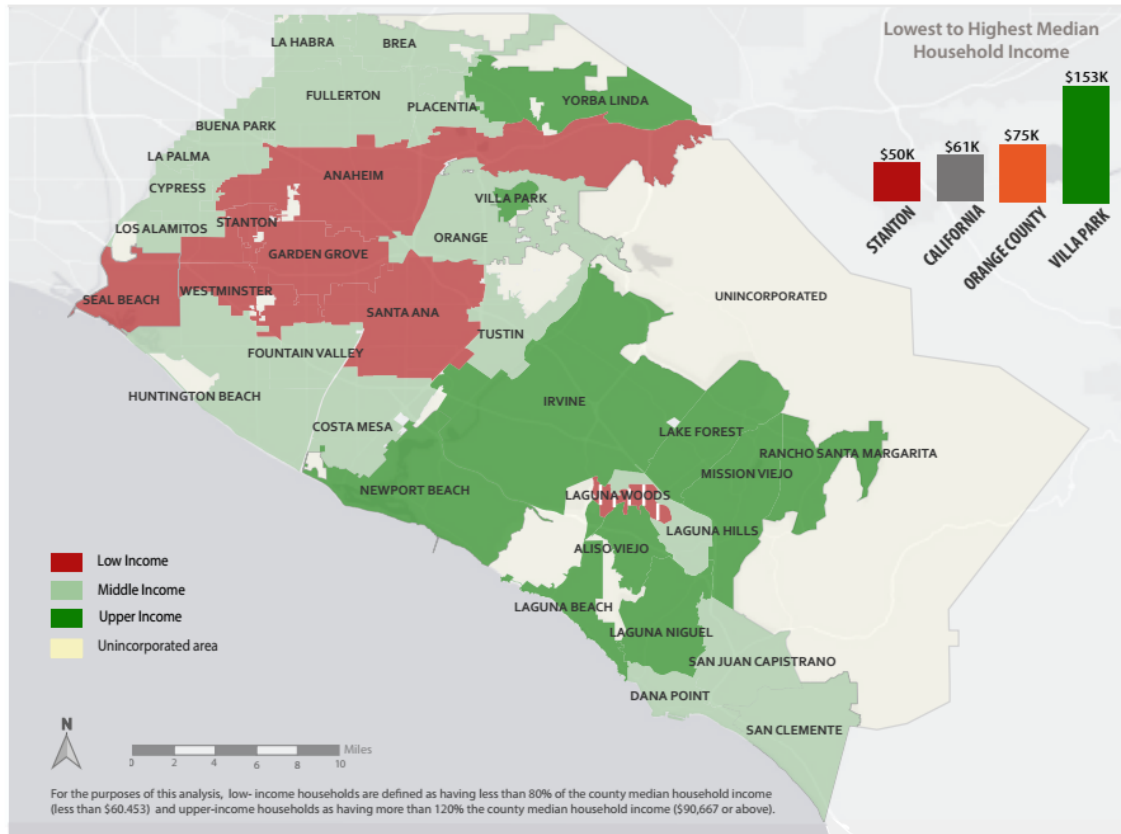 Lowest to Highest Median
Household Income
$50K
$61K
$75K
$153K
STANTON
CALIFORNIA
ORANGE COUNTY
VILLA PARK
LA HABRA
BREA
FULLERTON
PLACENTIA
YORBA LINDA
BUENA PARK
LA PALMA
ANAHEIM
CYPRESS
VILLA PARK
STANTON
LOS ALAMITOS
ORANGE
GARDEN GROVE
WESTMINSTER
SEAL BEACH
UNINCORPORATED
SANTA ANA
TUSTIN
FOUNTAIN VALLEY
HUNTINGTON BEACH
IRVINE
COSTA MESA
LAKE FOREST
RANCHO SANTA MARGARITA
MISSION VIEJO
NEWPORT BEACH
LAGUNA WOODS
LAGUNA HILLS
ALISO VIEJO
LAGUNA BEACH
LAGUNA NIGUEL
SAN JUAN CAPISTRANO
DANA POINT
SAN CLEMENTE
Low Income
Middle Income
Upper Income
Unincorporated area
N
Miles
0 2 4 6 8 10
For the purposes of this analysis, low- income households are defined as having less than 80% of the county median household income
(less than $60.453) and upper-income households as having more than 120% the county median household income ($90,667 or above).